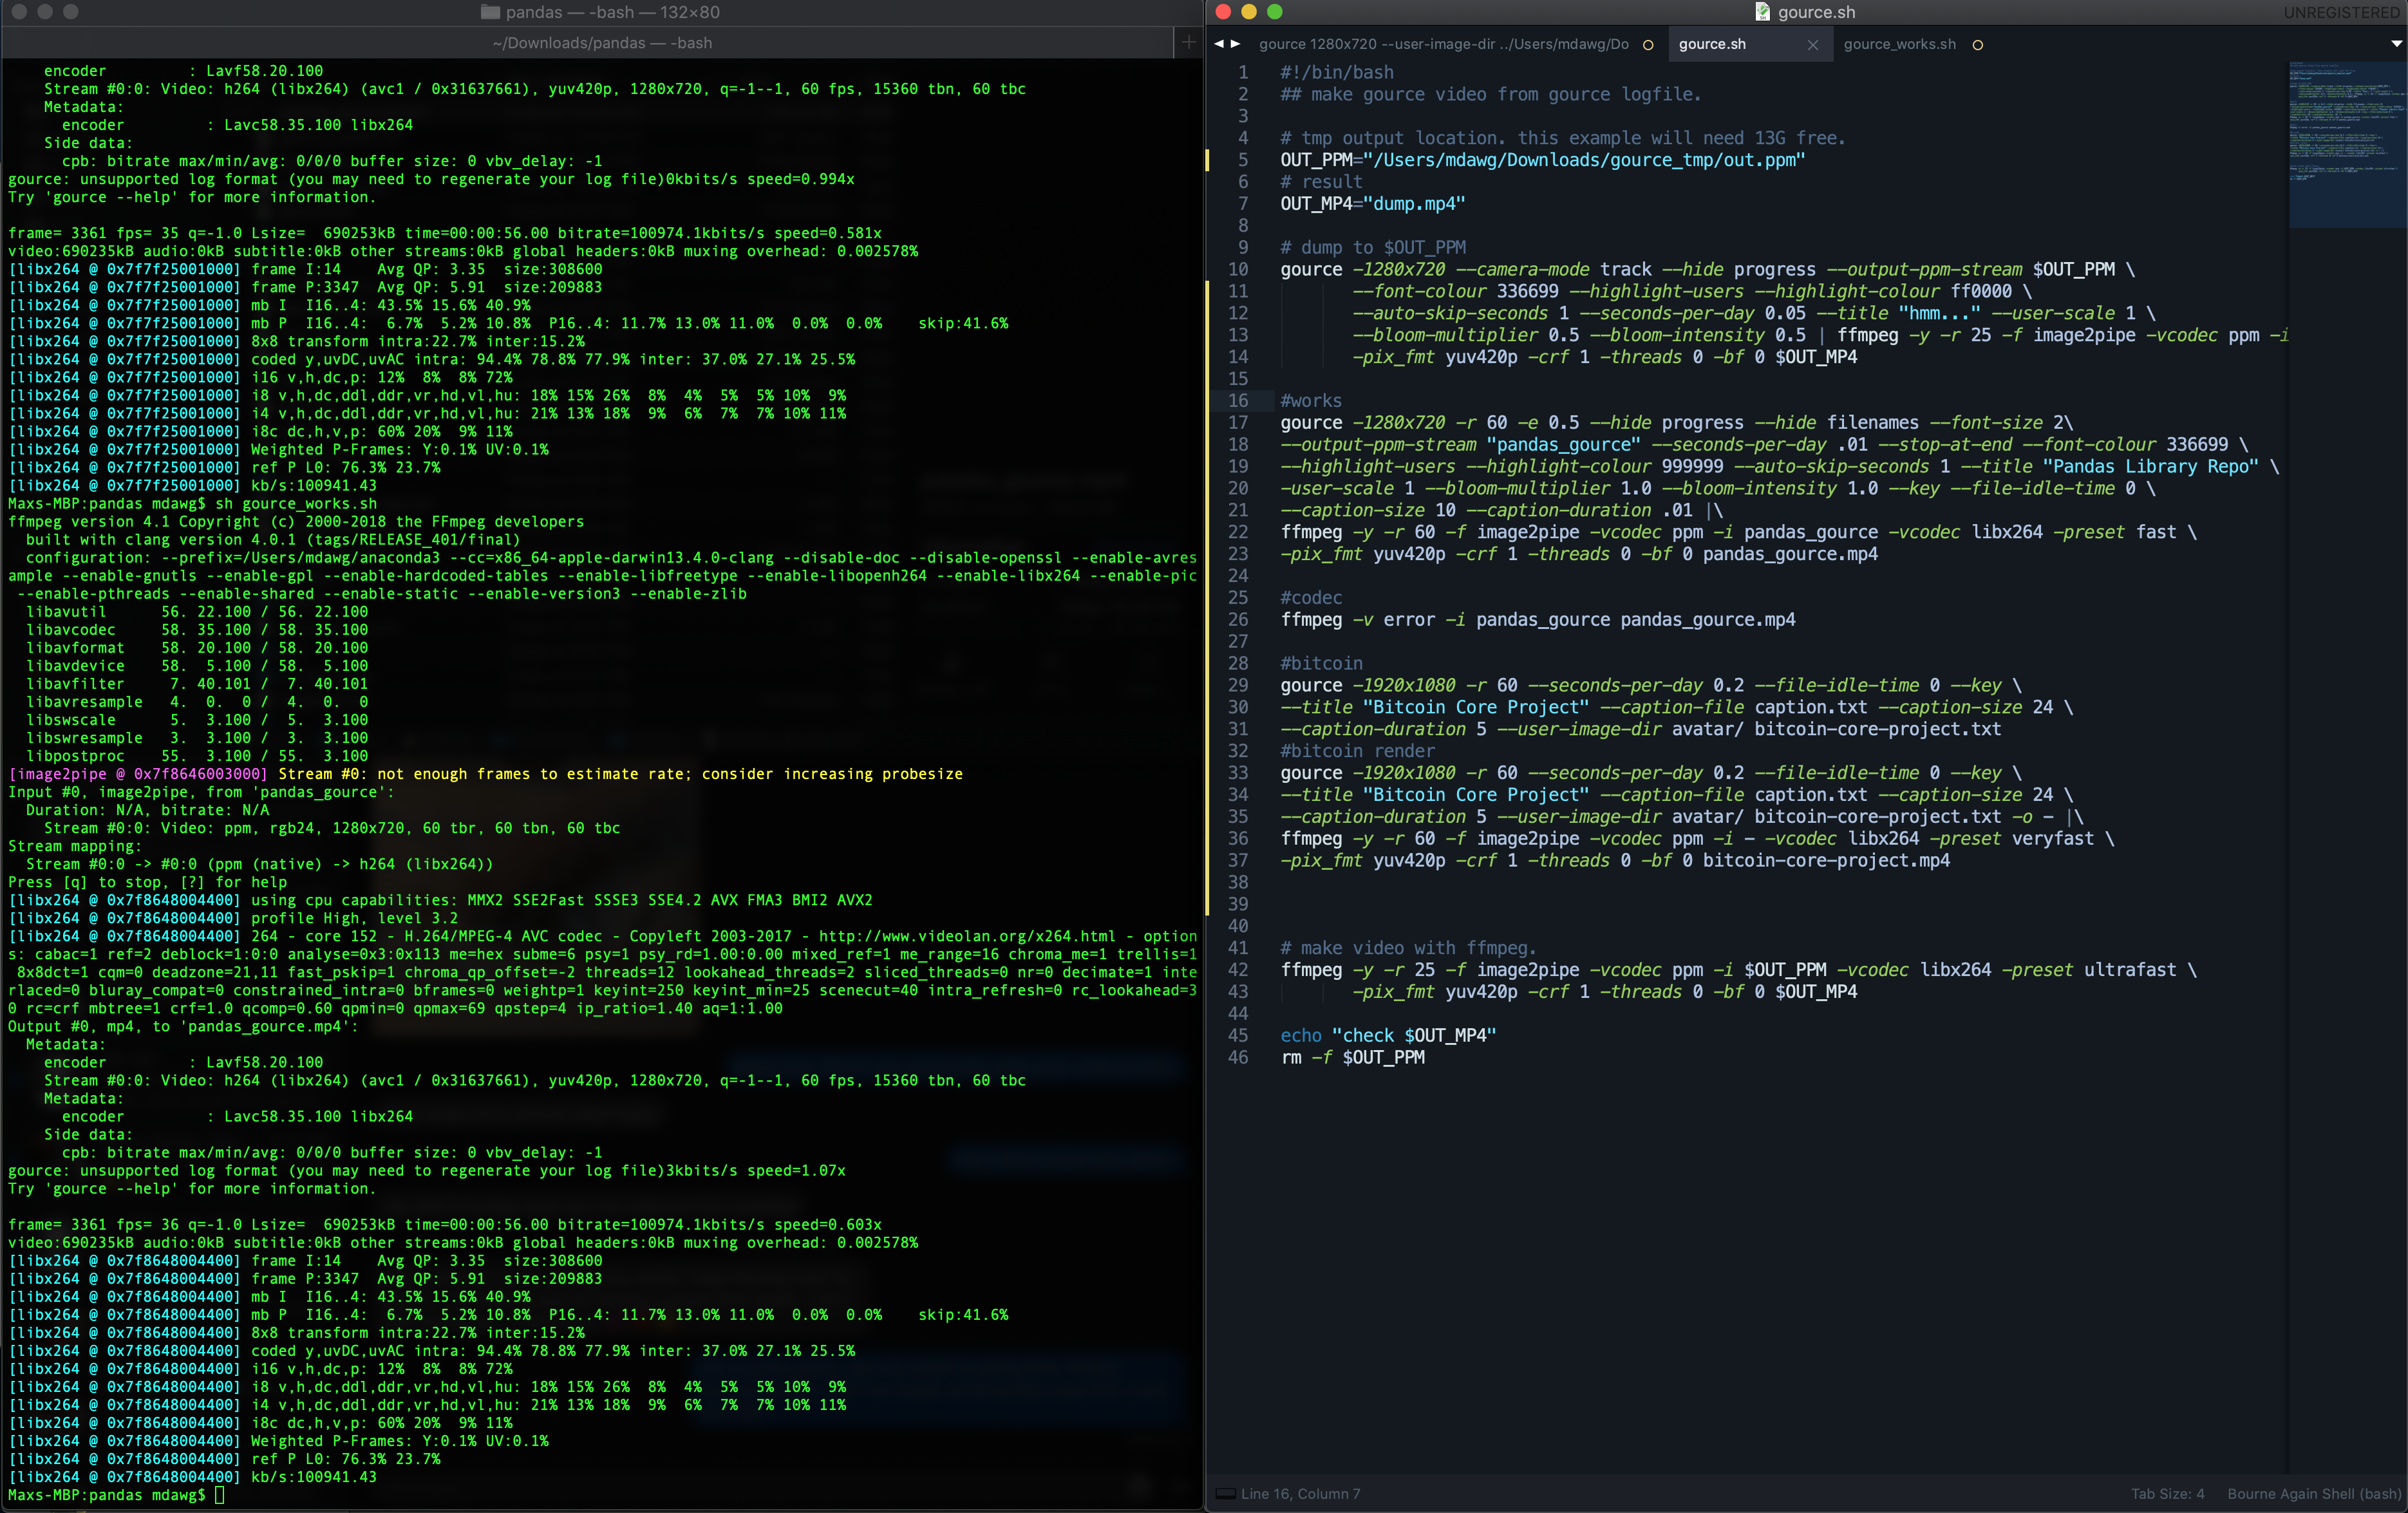 pandas — -bash — 132×80
~/Downloads/pandas — -bash
    encoder         : Lavf58.20.100
    Stream #0:0: Video: h264 (libx264) (avc1 / 0x31637661), yuv420p, 1280x720, q=-1--1, 60 fps, 15360 tbn, 60 tbc
    Metadata:
      encoder         : Lavc58.35.100 libx264
    Side data:
      cpb: bitrate max/min/avg: 0/0/0 buffer size: 0 vbv_delay: -1
gource: unsupported log format (you may need to regenerate your log file)0kbits/s speed=0.994x
Try 'gource --help' for more information.
frame= 3361 fps= 35 q=-1.0 Lsize=  690253kB time=00:00:56.00 bitrate=100974.1kbits/s speed=0.581x
video:690235kB audio:0kB subtitle:0kB other streams:0kB global headers:0kB muxing overhead: 0.002578%
[libx264 @ 0x7f7f25001000] frame I:14    Avg QP: 3.35  size:308600
[libx264 @ 0x7f7f25001000] frame P:3347  Avg QP: 5.91  size:209883
[libx264 @ 0x7f7f25001000] mb I  I16..4: 43.5% 15.6% 40.9%
[libx264 @ 0x7f7f25001000] mb P  I16..4:  6.7%  5.2% 10.8%  P16..4: 11.7% 13.0% 11.0%  0.0%  0.0%    skip:41.6%
[libx264 @ 0x7f7f25001000] 8x8 transform intra:22.7% inter:15.2%
[libx264 @ 0x7f7f25001000] coded y,uvDC,uvAC intra: 94.4% 78.8% 77.9% inter: 37.0% 27.1% 25.5%
[libx264 @ 0x7f7f25001000] i16 v,h,dc,p: 12%  8%  8% 72%
[libx264 @ 0x7f7f25001000] i8 v,h,dc,ddl,ddr,vr,hd,vl,hu: 18% 15% 26%  8%  4%  5%  5% 10%  9%
[libx264 @ 0x7f7f25001000] i4 v,h,dc,ddl,ddr,vr,hd,vl,hu: 21% 13% 18%  9%  6%  7%  7% 10% 11%
[libx264 @ 0x7f7f25001000] i8c dc,h,v,p: 60% 20%  9% 11%
[libx264 @ 0x7f7f25001000] Weighted P-Frames: Y:0.1% UV:0.1%
[libx264 @ 0x7f7f25001000] ref P L0: 76.3% 23.7%
[libx264 @ 0x7f7f25001000] kb/s:100941.43
Maxs-MBP:pandas mdawg$ sh gource_works.sh
ffmpeg version 4.1 Copyright (c) 2000-2018 the FFmpeg developers
  built with clang version 4.0.1 (tags/RELEASE_401/final)
  configuration: --prefix=/Users/mdawg/anaconda3 --cc=x86_64-apple-darwin13.4.0-clang --disable-doc --disable-openssl --enable-avres
ample --enable-gnutls --enable-gpl --enable-hardcoded-tables --enable-libfreetype --enable-libopenh264 --enable-libx264 --enable-pic
 --enable-pthreads --enable-shared --enable-static --enable-version3 --enable-zlib
  libavutil      56. 22.100 / 56. 22.100
  libavcodec     58. 35.100 / 58. 35.100
  libavformat    58. 20.100 / 58. 20.100
  libavdevice    58.  5.100 / 58.  5.100
  libavfilter     7. 40.101 /  7. 40.101
  libavresample   4.  0.  0 /  4.  0.  0
  libswscale      5.  3.100 /  5.  3.100
  libswresample   3.  3.100 /  3.  3.100
  libpostproc    55.  3.100 / 55.  3.100
[image2pipe @ 0x7f8646003000] Stream #0: not enough frames to estimate rate; consider increasing probesize
Input #0, image2pipe, from 'pandas_gource':
  Duration: N/A, bitrate: N/A
    Stream #0:0: Video: ppm, rgb24, 1280x720, 60 tbr, 60 tbn, 60 tbc
Stream mapping:
  Stream #0:0 -> #0:0 (ppm (native) -> h264 (libx264))
Press [q] to stop, [?] for help
[libx264 @ 0x7f8648004400] using cpu capabilities: MMX2 SSE2Fast SSSE3 SSE4.2 AVX FMA3 BMI2 AVX2
[libx264 @ 0x7f8648004400] profile High, level 3.2
[libx264 @ 0x7f8648004400] 264 - core 152 - H.264/MPEG-4 AVC codec - Copyleft 2003-2017 - http://www.videolan.org/x264.html - option
s: cabac=1 ref=2 deblock=1:0:0 analyse=0x3:0x113 me=hex subme=6 psy=1 psy_rd=1.00:0.00 mixed_ref=1 me_range=16 chroma_me=1 trellis=1
 8x8dct=1 cqm=0 deadzone=21,11 fast_pskip=1 chroma_qp_offset=-2 threads=12 lookahead_threads=2 sliced_threads=0 nr=0 decimate=1 inte
rlaced=0 bluray_compat=0 constrained_intra=0 bframes=0 weightp=1 keyint=250 keyint_min=25 scenecut=40 intra_refresh=0 rc_lookahead=3
0 rc=crf mbtree=1 crf=1.0 qcomp=0.60 qpmin=0 qpmax=69 qpstep=4 ip_ratio=1.40 aq=1:1.00
Output #0, mp4, to 'pandas_gource.mp4':
  Metadata:
    encoder         : Lavf58.20.100
    Stream #0:0: Video: h264 (libx264) (avc1 / 0x31637661), yuv420p, 1280x720, q=-1--1, 60 fps, 15360 tbn, 60 tbc
    Metadata:
      encoder         : Lavc58.35.100 libx264
    Side data:
      cpb: bitrate max/min/avg: 0/0/0 buffer size: 0 vbv_delay: -1
gource: unsupported log format (you may need to regenerate your log file)3kbits/s speed=1.07x
Try 'gource --help' for more information.
frame= 3361 fps= 36 q=-1.0 Lsize=  690253kB time=00:00:56.00 bitrate=100974.1kbits/s speed=0.603x
video:690235kB audio:0kB subtitle:0kB other streams:0kB global headers:0kB muxing overhead: 0.002578%
[libx264 @ 0x7f8648004400] frame I:14    Avg QP: 3.35  size:308600
[libx264 @ 0x7f8648004400] frame P:3347  Avg QP: 5.91  size:209883
[libx264 @ 0x7f8648004400] mb I  I16..4: 43.5% 15.6% 40.9%
[libx264 @ 0x7f8648004400] mb P  I16..4:  6.7%  5.2% 10.8%  P16..4: 11.7% 13.0% 11.0%  0.0%  0.0%    skip:41.6%
[libx264 @ 0x7f8648004400] 8x8 transform intra:22.7% inter:15.2%
[libx264 @ 0x7f8648004400] coded y,uvDC,uvAC intra: 94.4% 78.8% 77.9% inter: 37.0% 27.1% 25.5%
[libx264 @ 0x7f8648004400] i16 v,h,dc,p: 12%  8%  8% 72%
[libx264 @ 0x7f8648004400] i8 v,h,dc,ddl,ddr,vr,hd,vl,hu: 18% 15% 26%  8%  4%  5%  5% 10%  9%
[libx264 @ 0x7f8648004400] i4 v,h,dc,ddl,ddr,vr,hd,vl,hu: 21% 13% 18%  9%  6%  7%  7% 10% 11%
[libx264 @ 0x7f8648004400] i8c dc,h,v,p: 60% 20%  9% 11%
[libx264 @ 0x7f8648004400] Weighted P-Frames: Y:0.1% UV:0.1%
[libx264 @ 0x7f8648004400] ref P L0: 76.3% 23.7%
[libx264 @ 0x7f8648004400] kb/s:100941.43
Maxs-MBP:pandas mdawg$
gource.sh
UNREGISTERED
gource 1280x720 --user-image-dir ../Users/mdawg/Do
gource.sh
gource_works.sh
1 #!/bin/bash
2 ## make gource video from gource logfile.
3
4 # tmp output location. this example will need 13G free.
5 OUT_PPM="/Users/mdawg/Downloads/gource_tmp/out.ppm"
6 # result
7 OUT_MP4="dump.mp4"
8
9 # dump to $OUT_PPM
10 gource -1280x720 --camera-mode track --hide progress --output-ppm-stream $OUT_PPM \
11        --font-colour 336699 --highlight-users --highlight-colour ff0000 \
12        --auto-skip-seconds 1 --seconds-per-day 0.05 --title "hmm..." --user-scale 1 \
13        --bloom-multiplier 0.5 --bloom-intensity 0.5 | ffmpeg -y -r 25 -f image2pipe -vcodec ppm -i
14        -pix_fmt yuv420p -crf 1 -threads 0 -bf 0 $OUT_MP4
15
16 #works
17 gource -1280x720 -r 60 -e 0.5 --hide progress --hide filenames --font-size 2\
18 --output-ppm-stream "pandas_gource" --seconds-per-day .01 --stop-at-end --font-colour 336699 \
19 --highlight-users --highlight-colour 999999 --auto-skip-seconds 1 --title "Pandas Library Repo" \
20 -user-scale 1 --bloom-multiplier 1.0 --bloom-intensity 1.0 --key --file-idle-time 0 \
21 --caption-size 10 --caption-duration .01 |\
22 ffmpeg -y -r 60 -f image2pipe -vcodec ppm -i pandas_gource -vcodec libx264 -preset fast \
23 -pix_fmt yuv420p -crf 1 -threads 0 -bf 0 pandas_gource.mp4
24
25 #codec
26 ffmpeg -v error -i pandas_gource pandas_gource.mp4
27
28 #bitcoin
29 gource -1920x1080 -r 60 --seconds-per-day 0.2 --file-idle-time 0 --key \
30 --title "Bitcoin Core Project" --caption-file caption.txt --caption-size 24 \
31 --caption-duration 5 --user-image-dir avatar/ bitcoin-core-project.txt
32 #bitcoin render
33 gource -1920x1080 -r 60 --seconds-per-day 0.2 --file-idle-time 0 --key \
34 --title "Bitcoin Core Project" --caption-file caption.txt --caption-size 24 \
35 --caption-duration 5 --user-image-dir avatar/ bitcoin-core-project.txt -o - |\
36 ffmpeg -y -r 60 -f image2pipe -vcodec ppm -i - -vcodec libx264 -preset veryfast \
37 -pix_fmt yuv420p -crf 1 -threads 0 -bf 0 bitcoin-core-project.mp4
38
39
40
41 # make video with ffmpeg.
42 ffmpeg -y -r 25 -f image2pipe -vcodec ppm -i $OUT_PPM -vcodec libx264 -preset ultrafast \
43        -pix_fmt yuv420p -crf 1 -threads 0 -bf 0 $OUT_MP4
44
45 echo "check $OUT_MP4"
46 rm -f $OUT_PPM
Line 16, Column 7
Tab Size: 4
Bourne Again Shell (bash)